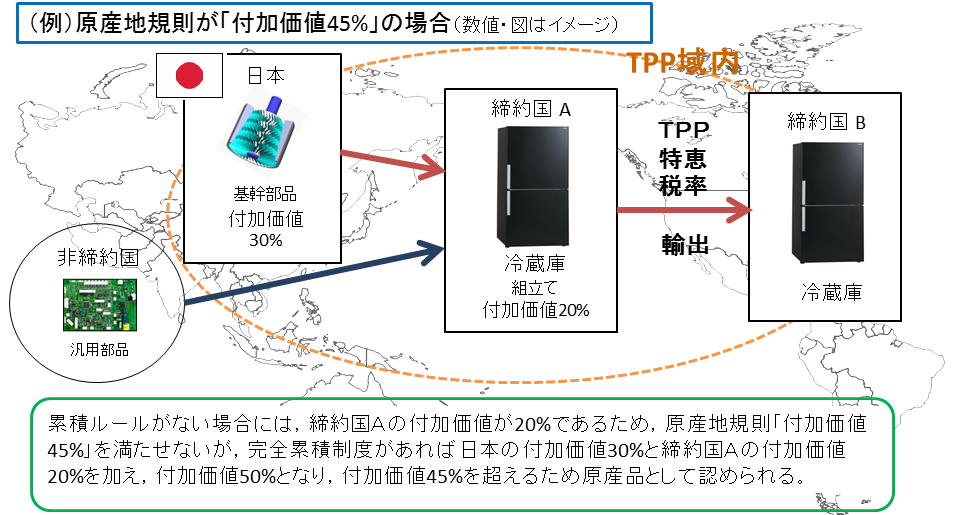 （例）原産地規則が「付加価値45%」の場合（数値・図はイメージ）
TPP域内
日本
基幹部品
付加価値
30%
非締約国
汎用部品
締約国 A
冷蔵庫
組立て
付加価値20%
TPP
特恵
税率
輸出
締約国 B
冷蔵庫
累積ルールがない場合には，締約国Ａの付加価値が20%であるため，原産地規則「付加価値
45%」を満たせないが，完全累積制度があれば日本の付加価値30%と締約国Ａの付加価値
20%を加え，付加価値50%となり，付加価値45%を超えるため原産品として認められる。